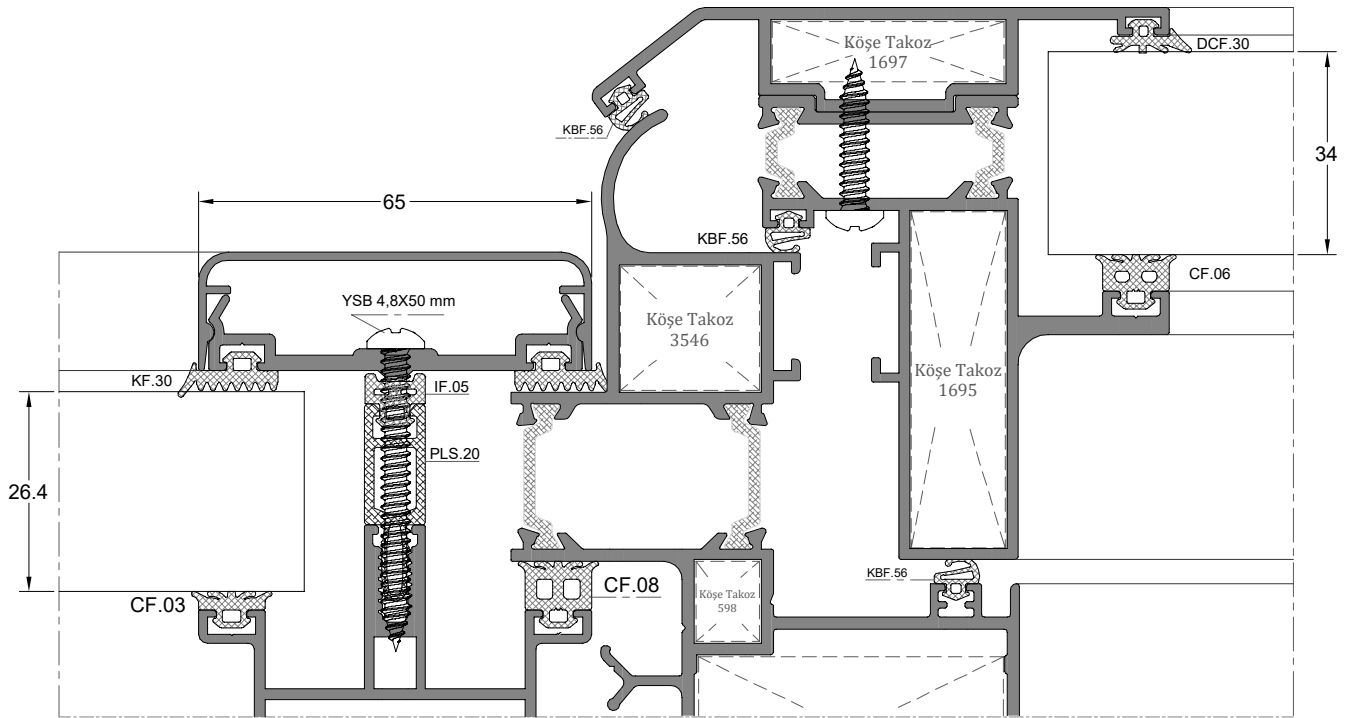 Köşe Takoz
1697
DCF.30
KBF.56
34
65
KBF.56
CF.06
YSB 4,8X50 mm
Köşe Takoz
3546
Köşe Takoz
1695
KF.30
IF.05
PLS.20
26.4
CF.03
CF.08
KBF.56
Köşe Takoz
598